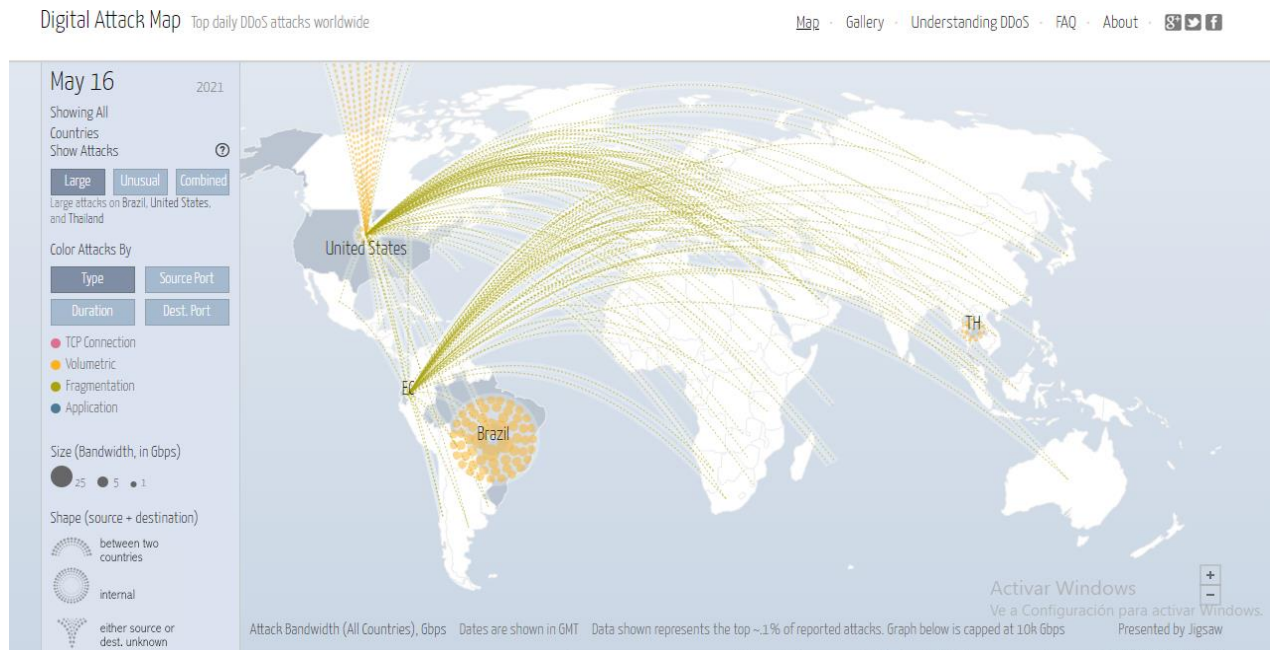 Digital Attack Map Top daily DDoS attacks worldwide
Map · Gallery · Understanding DDoS · FAQ · About
May 16 2021
Showing All
Countries
Show Attacks ?
Large Unusual Combined
Large attacks on Brazil, United States,
and Thailand
Color Attacks By
Type Source Port
Duration Dest. Port
TCP Connection
Volumetric
Fragmentation
Application
Size (Bandwidth, in Gbps)
25 5 1
Shape (source + destination)
between two
countries
internal
either source or
dest. unknown
United States
EC
Brazil
TH
+
-
Activar Windows
Ve a Configuración para activar Windows.
Attack Bandwidth (All Countries), Gbps Dates are shown in GMT Data shown represents the top ~.1% of reported attacks. Graph below is capped at 10k Gbps Presented by Jigsaw